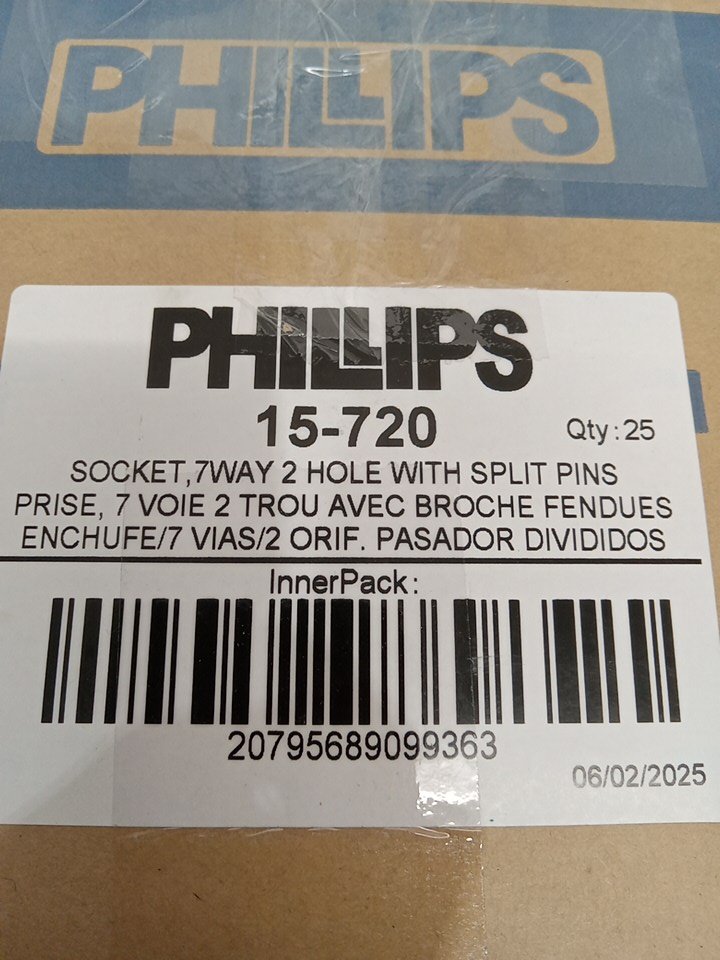 PHILLIPS
PHILLIPS
15-720 Qty:25
SOCKET,7WAY 2 HOLE WITH SPLIT PINS
PRISE, 7 VOIE 2 TROU AVEC BROCHE FENDUES
ENCHUFE/7 VIAS/2 ORIF. PASADOR DIVIDIDOS
InnerPack:
20795689099363
06/02/2025